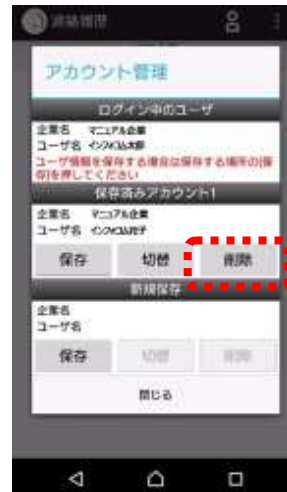 連絡履歴
アカウント管理
ログイン中のユーザ
企業名 マニュアル企業
ユーザ名 インフォコム太郎
ユーザ情報を保存する場合は保存する場所の[保
存]を押してください
保存済みアカウント1
企業名 マニュアル企業
ユーザ名 インフォコム花子
保存 切替 削除
新規保存
企業名
ユーザ名
保存 切替 削除
閉じる